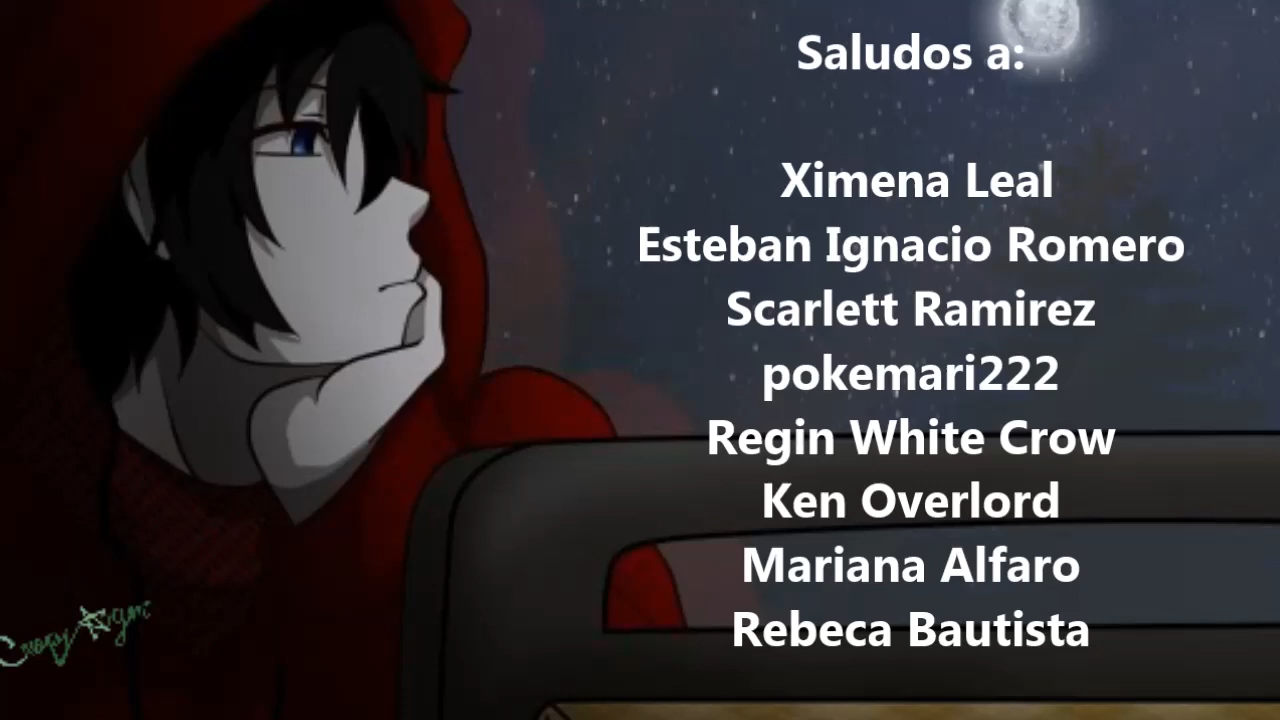 Saludos a:
Ximena Leal
Esteban Ignacio Romero
Scarlett Ramirez
pokemari222
Regin White Crow
Ken Overlord
Mariana Alfaro
Rebeca Bautista